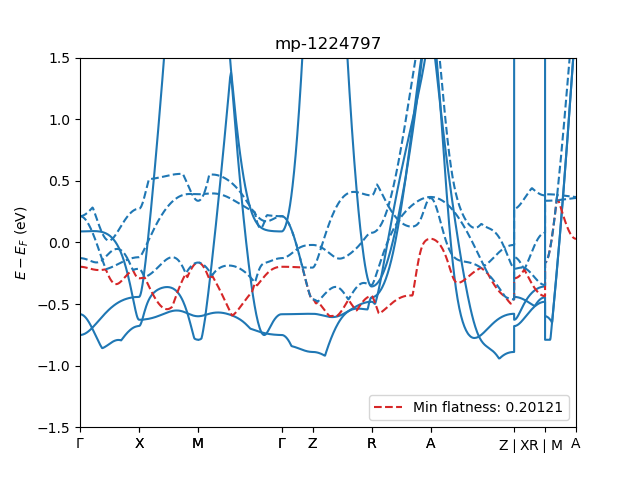 mp-1224797
1.5
1.0
0.5
0.0
−0.5
−1.0
−1.5
E − E_F (eV)
Min flatness: 0.20121
Γ X M Γ Z R A Z | XR | M A